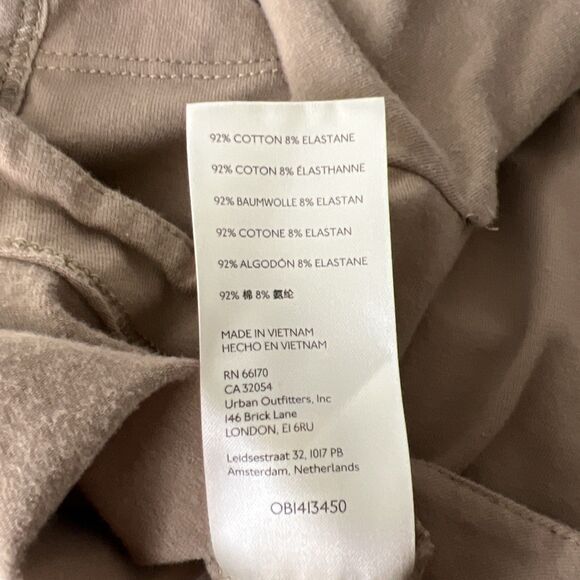 92% COTTON 8% ELASTANE
92% COTON 8% ÉLASTHANNE
92% BAUMWOLLE 8% ELASTAN
92% COTONE 8% ELASTAN
92% ALGODÓN 8% ELASTANE
92% 棉 8% 氨纶
MADE IN VIETNAM
HECHO EN VIETNAM
RN 66170
CA 32054
Urban Outfitters, Inc
146 Brick Lane
LONDON, E1 6RU
Leidsestraat 32, 1017 PB
Amsterdam, Netherlands
OB1413450